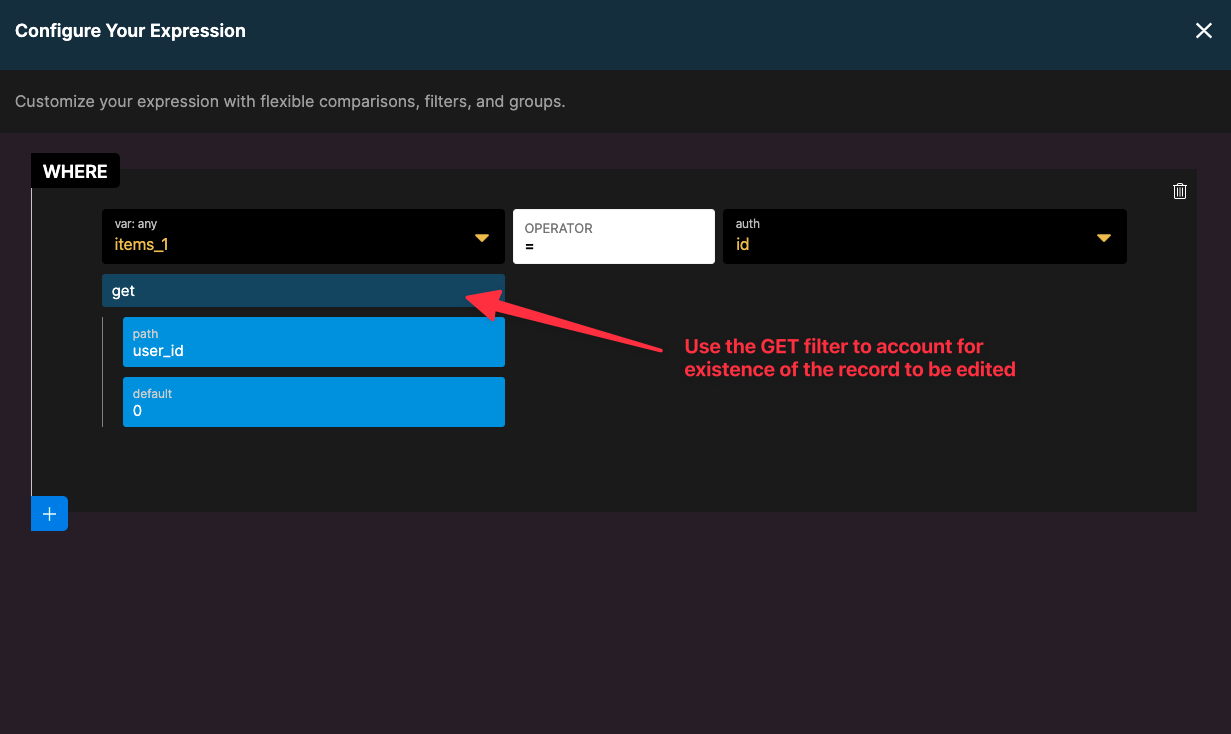 Configure Your Expression
Customize your expression with flexible comparisons, filters, and groups.
WHERE
var: any
items_1
OPERATOR
=
auth
id
get
path
user_id
default
0
Use the GET filter to account for
existence of the record to be edited